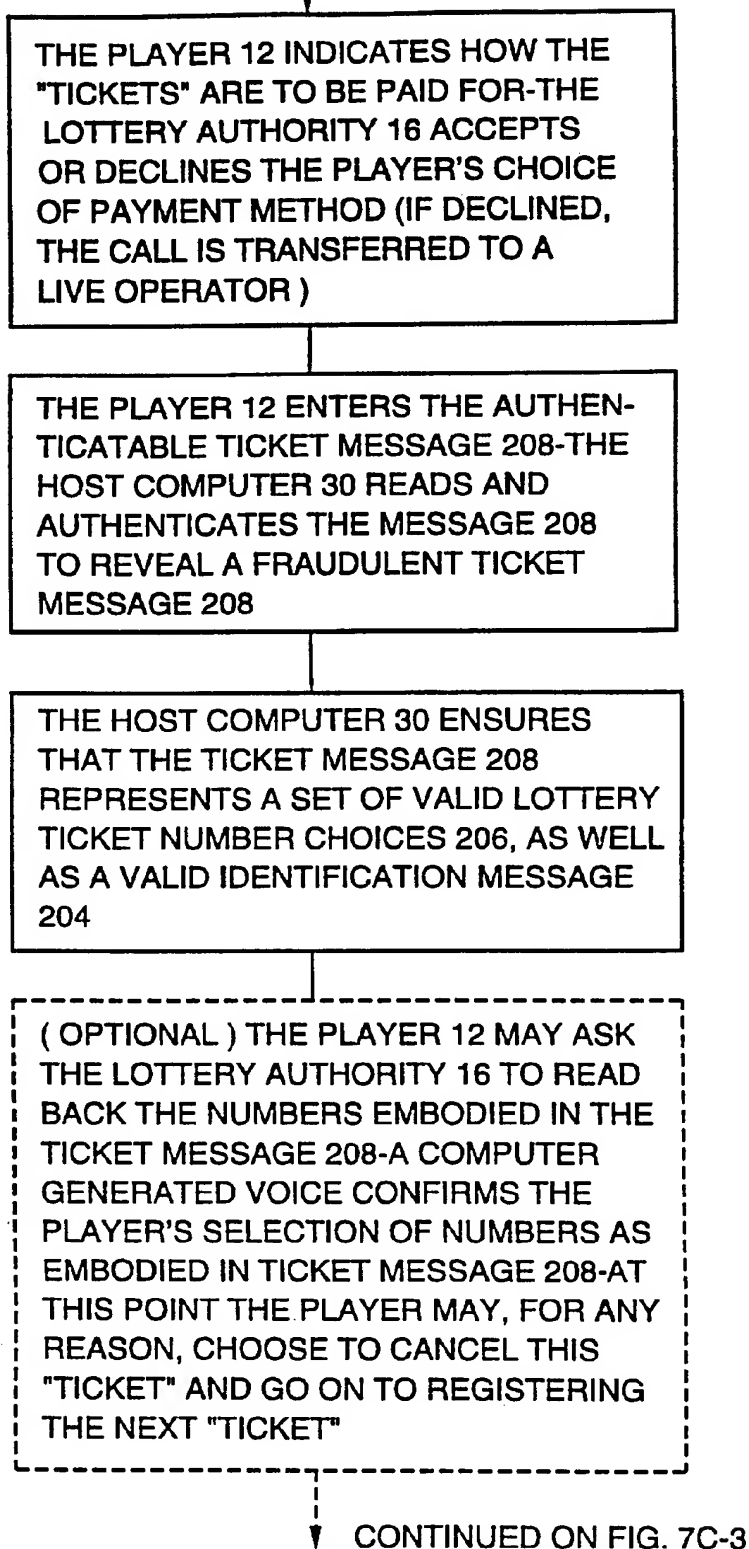 THE PLAYER 12 INDICATES HOW THE
"TICKETS" ARE TO BE PAID FOR-THE
LOTTERY AUTHORITY 16 ACCEPTS
OR DECLINES THE PLAYER'S CHOICE
OF PAYMENT METHOD (IF DECLINED,
THE CALL IS TRANSFERRED TO A
LIVE OPERATOR )
THE PLAYER 12 ENTERS THE AUTHEN-
TICATABLE TICKET MESSAGE 208-THE
HOST COMPUTER 30 READS AND
AUTHENTICATES THE MESSAGE 208
TO REVEAL A FRAUDULENT TICKET
MESSAGE 208
THE HOST COMPUTER 30 ENSURES
THAT THE TICKET MESSAGE 208
REPRESENTS A SET OF VALID LOTTERY
TICKET NUMBER CHOICES 206, AS WELL
AS A VALID IDENTIFICATION MESSAGE
204
( OPTIONAL ) THE PLAYER 12 MAY ASK
THE LOTTERY AUTHORITY 16 TO READ
BACK THE NUMBERS EMBODIED IN THE
TICKET MESSAGE 208-A COMPUTER
GENERATED VOICE CONFIRMS THE
PLAYER'S SELECTION OF NUMBERS AS
EMBODIED IN TICKET MESSAGE 208-AT
THIS POINT THE PLAYER MAY, FOR ANY
REASON, CHOOSE TO CANCEL THIS
"TICKET" AND GO ON TO REGISTERING
THE NEXT "TICKET"
CONTINUED ON FIG. 7C-3